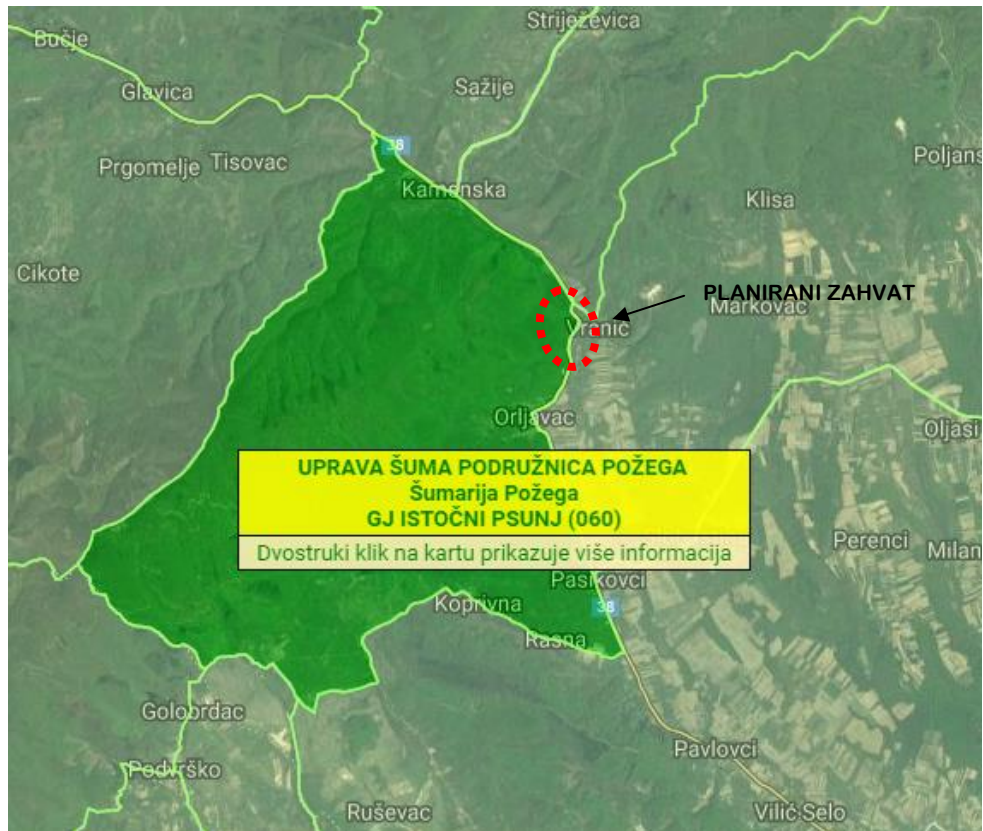 Striježevica
Bučje
Glavica
Sažije
38
Prgomelje
Tisovac
Poljans
Kamenska
Klisa
Cikote
PLANIRANI ZAHVAT
Markovac
Vranić
Orljavac
Oljasi
UPRAVA ŠUMA PODRUŽNICA POŽEGA
Šumarija Požega
GJ ISTOČNI PSUNJ (060)
Dvostruki klik na kartu prikazuje više informacija
Perenci
Milan
Pasikovci
Koprivna
38
Rasna
Golobrdac
Pavlovci
Podvrško
Ruševac
Vilić Selo